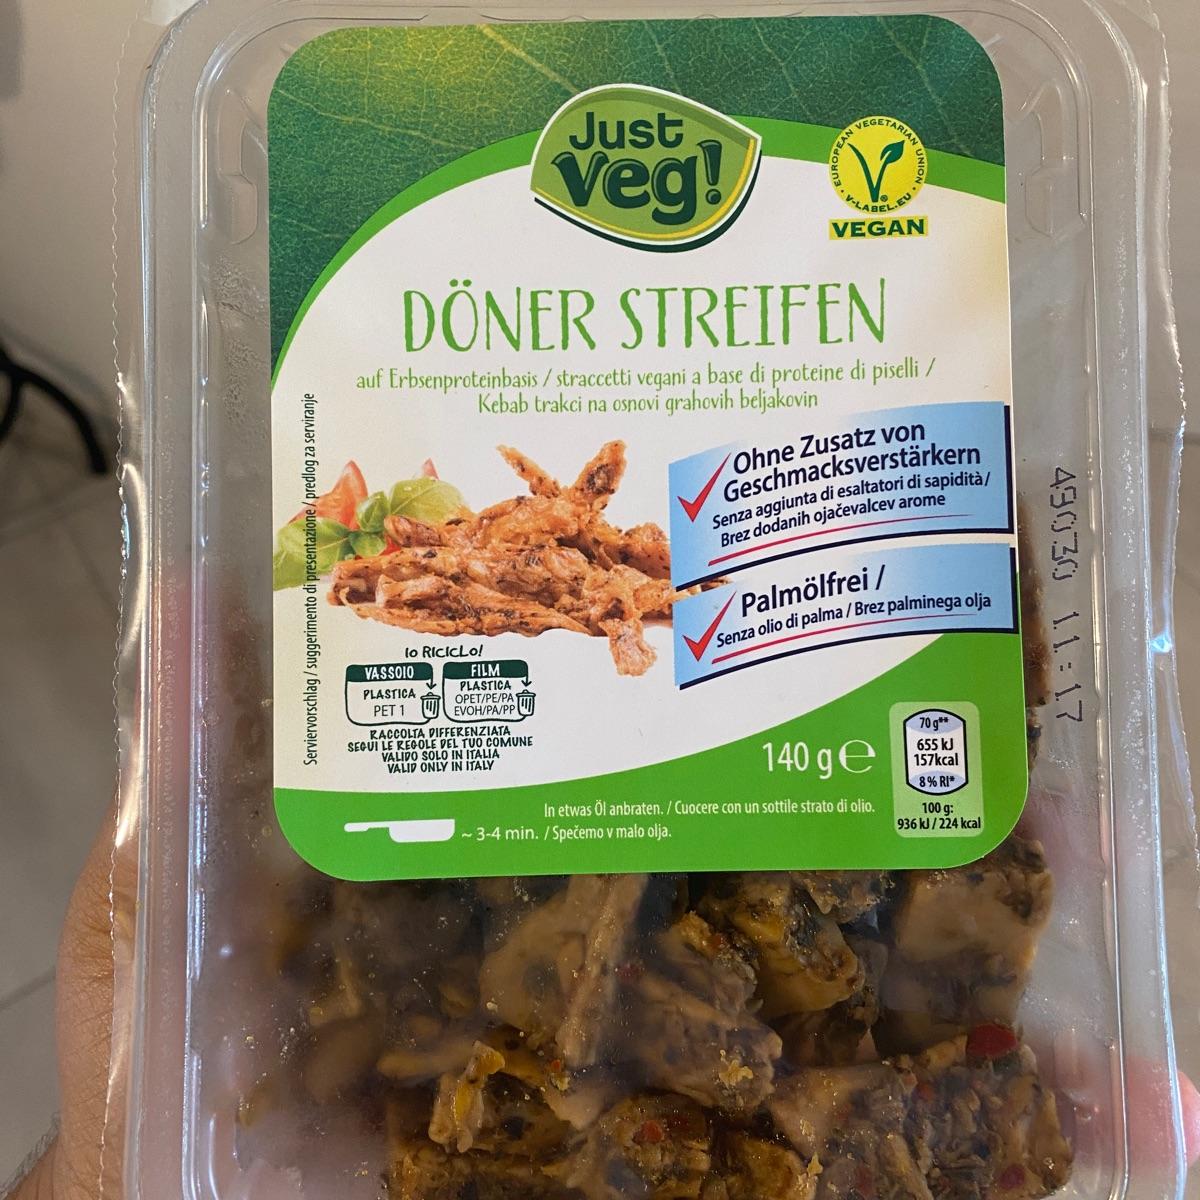 Just
Veg!
EUROPEAN VEGETARIAN UNION
V-LABEL.EU
VEGAN
DÖNER STREIFEN
auf Erbsenproteinbasis / straccetti vegani a base di proteine di piselli /
Kebab trakci na osnovi grahovih beljakovin
Serviervorschlag / suggerimento di presentazione / predlog za serviranje
Ohne Zusatz von
Geschmacksverstärkern
Senza aggiunta di esaltatori di sapidità/
Brez dodanih ojačevalcev arome
Palmölfrei /
Senza olio di palma / Brez palminega olja
IO RICICLO!
VASSOIO
PLASTICA
PET 1
FILM
PLASTICA
OPET/PE/PA
EVOH/PA/PP
RACCOLTA DIFFERENZIATA
SEGUI LE REGOLE DEL TUO COMUNE
VALIDO SOLO IN ITALIA
VALID ONLY IN ITALY
140 g e
70 g**
655 kJ
157kcal
8 % RI*
100 g:
936 kJ / 224 kcal
In etwas Öl anbraten. / Cuocere con un sottile strato di olio.
~ 3-4 min. / Spečemo v malo olja.
11:17